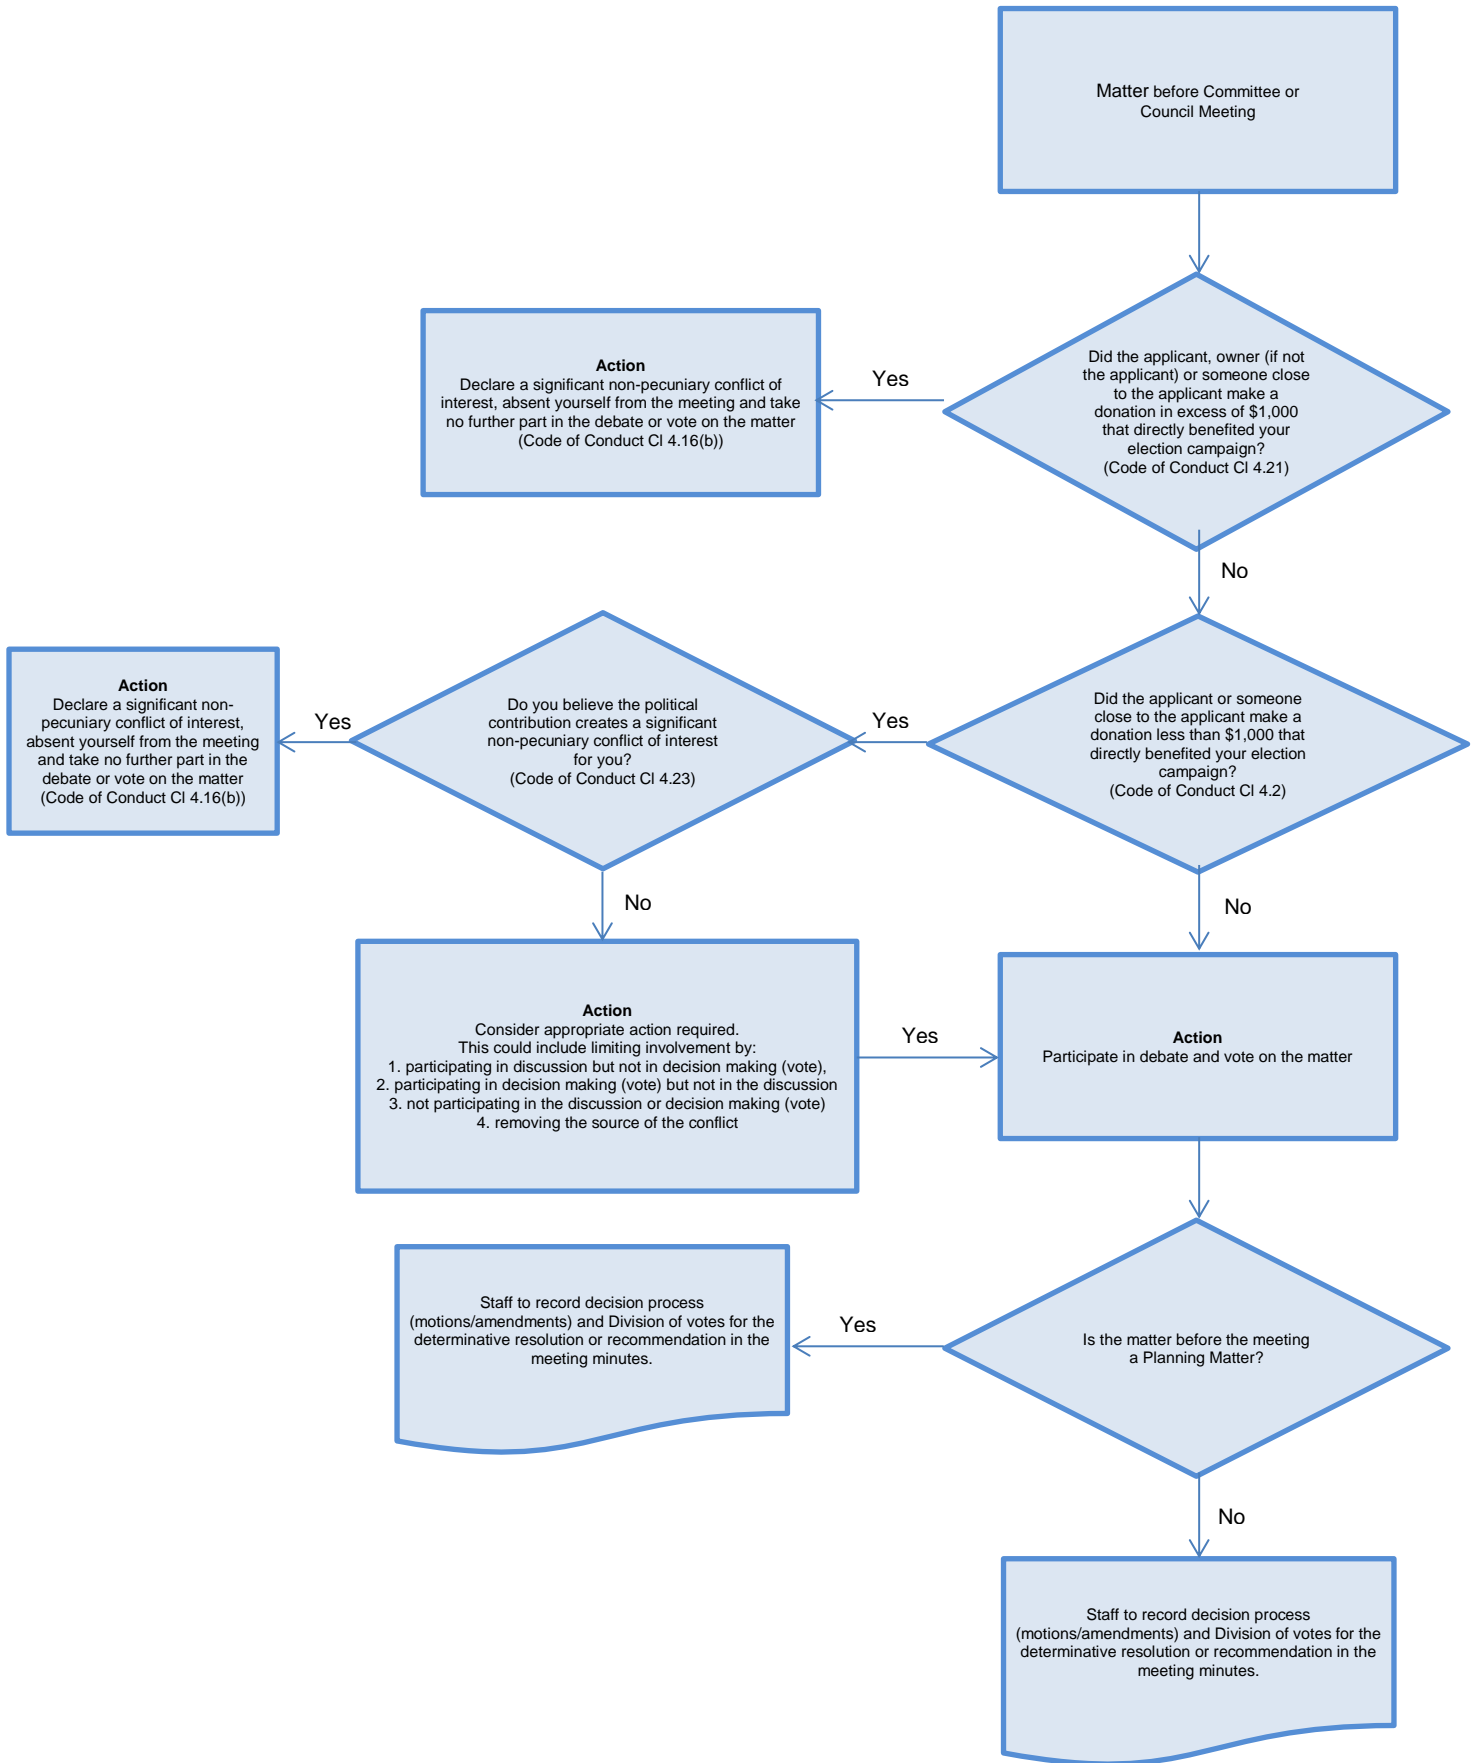 Matter before Committee or
Council Meeting
Did the applicant, owner (if not
the applicant) or someone close
to the applicant make a
donation in excess of $1,000
that directly benefited your
election campaign?
(Code of Conduct Cl 4.21)
Yes
Action
Declare a significant non-pecuniary conflict of
interest, absent yourself from the meeting and take
no further part in the debate or vote on the matter
(Code of Conduct Cl 4.16(b))
No
Did the applicant or someone
close to the applicant make a
donation less than $1,000 that
directly benefited your election
campaign?
(Code of Conduct Cl 4.2)
Yes
Do you believe the political
contribution creates a significant
non-pecuniary conflict of interest
for you?
(Code of Conduct Cl 4.23)
Yes
Action
Declare a significant non-
pecuniary conflict of interest,
absent yourself from the meeting
and take no further part in the
debate or vote on the matter
(Code of Conduct Cl 4.16(b))
No
No
Action
Consider appropriate action required.
This could include limiting involvement by:
1. participating in discussion but not in decision making (vote),
2. participating in decision making (vote) but not in the discussion
3. not participating in the discussion or decision making (vote)
4. removing the source of the conflict
Yes
Action
Participate in debate and vote on the matter
Is the matter before the meeting
a Planning Matter?
Yes
Staff to record decision process
(motions/amendments) and Division of votes for the
determinative resolution or recommendation in the
meeting minutes.
No
Staff to record decision process
(motions/amendments) and Division of votes for the
determinative resolution or recommendation in the
meeting minutes.